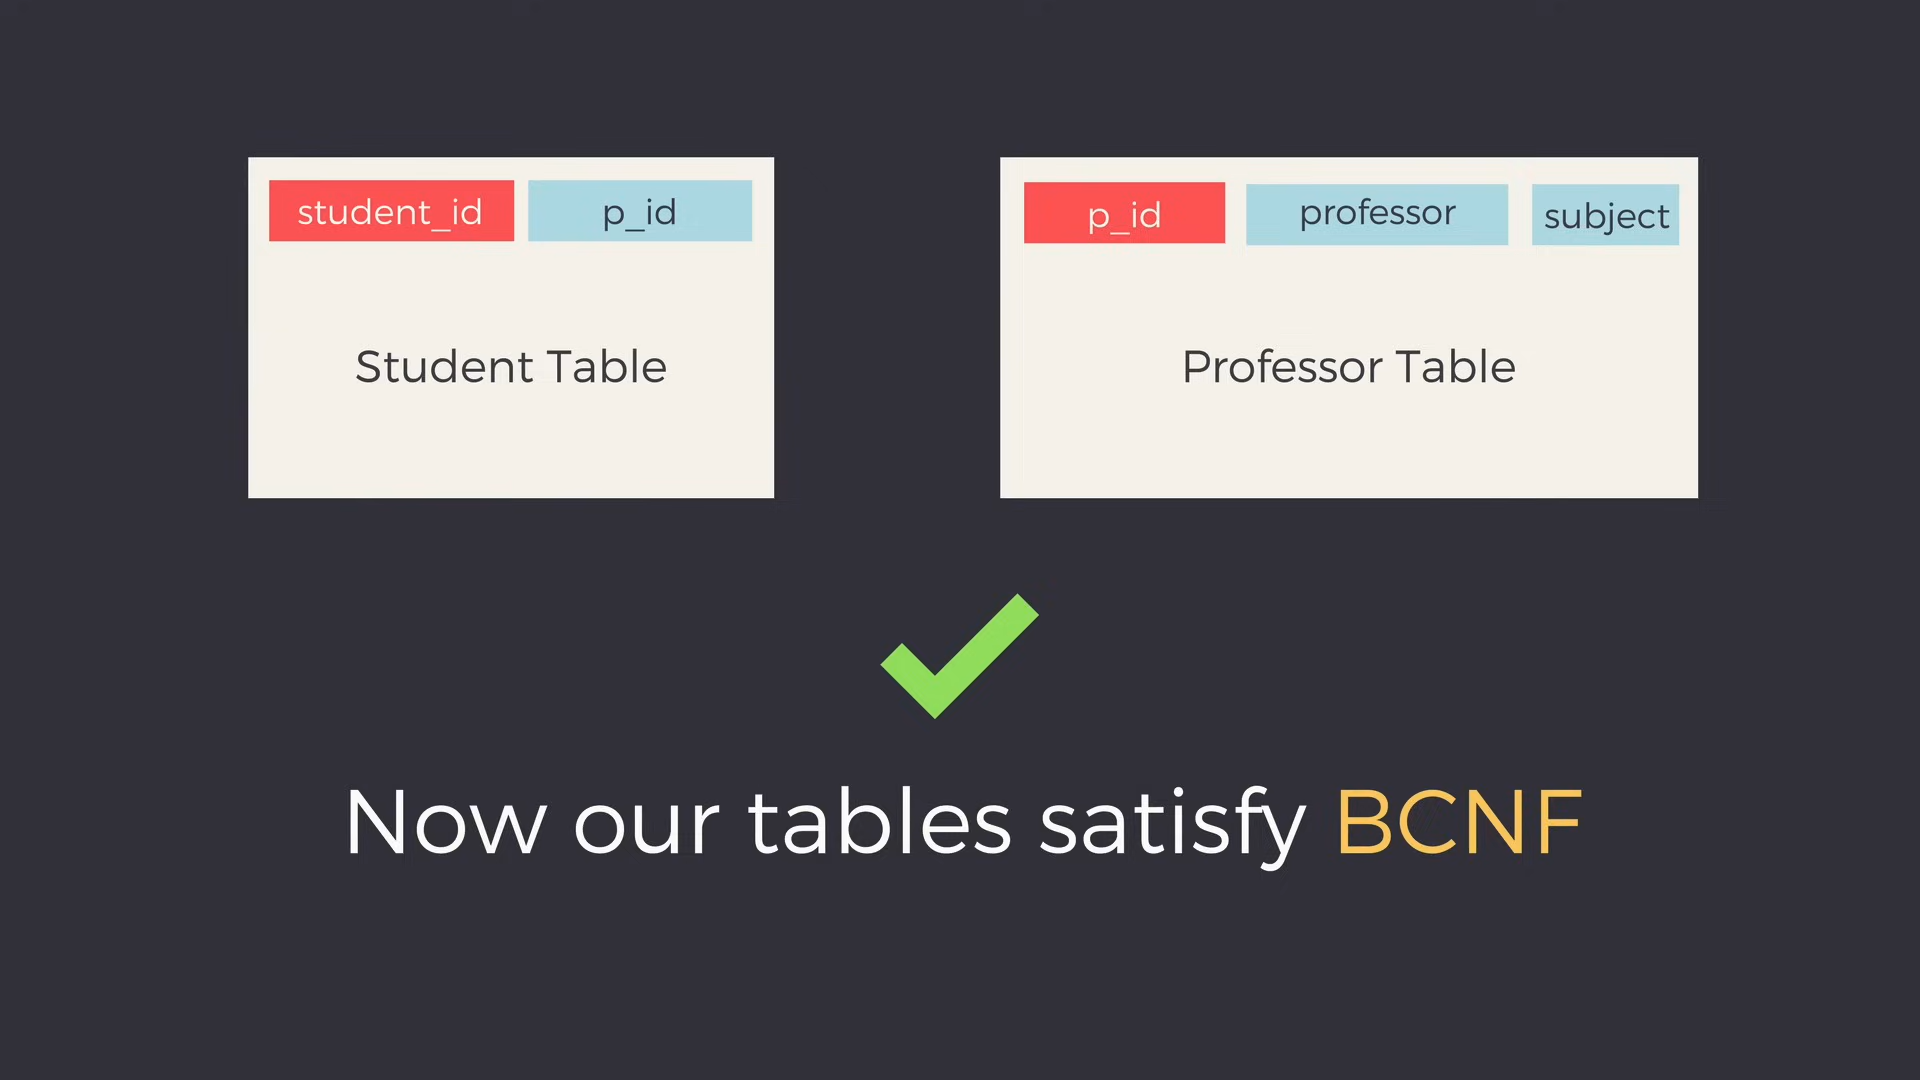 student_id p_id
Student Table
p_id professor subject
Professor Table
Now our tables satisfy BCNF